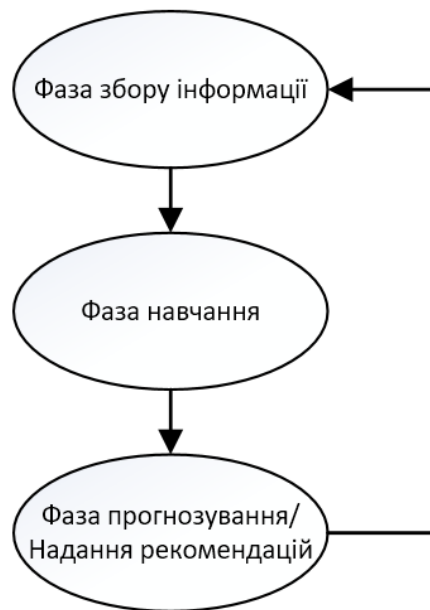 Фаза збору інформації
Фаза навчання
Фаза прогнозування/
Надання рекомендацій